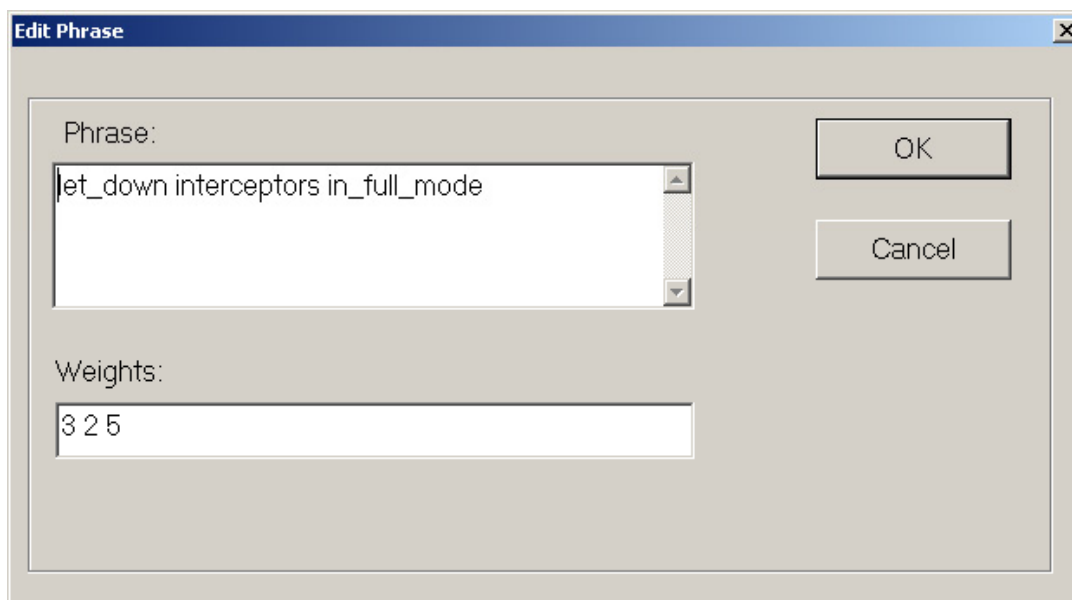 Edit Phrase
Phrase:
let_down interceptors in_full_mode
OK
Cancel
Weights:
3 2 5